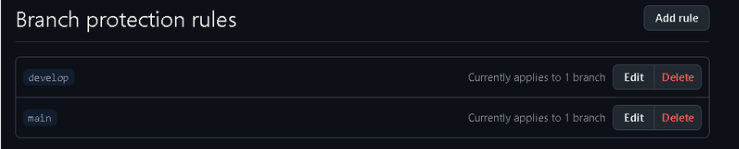 Branch protection rules Add rule
develop Currently applies to 1 branch Edit Delete
main Currently applies to 1 branch Edit Delete